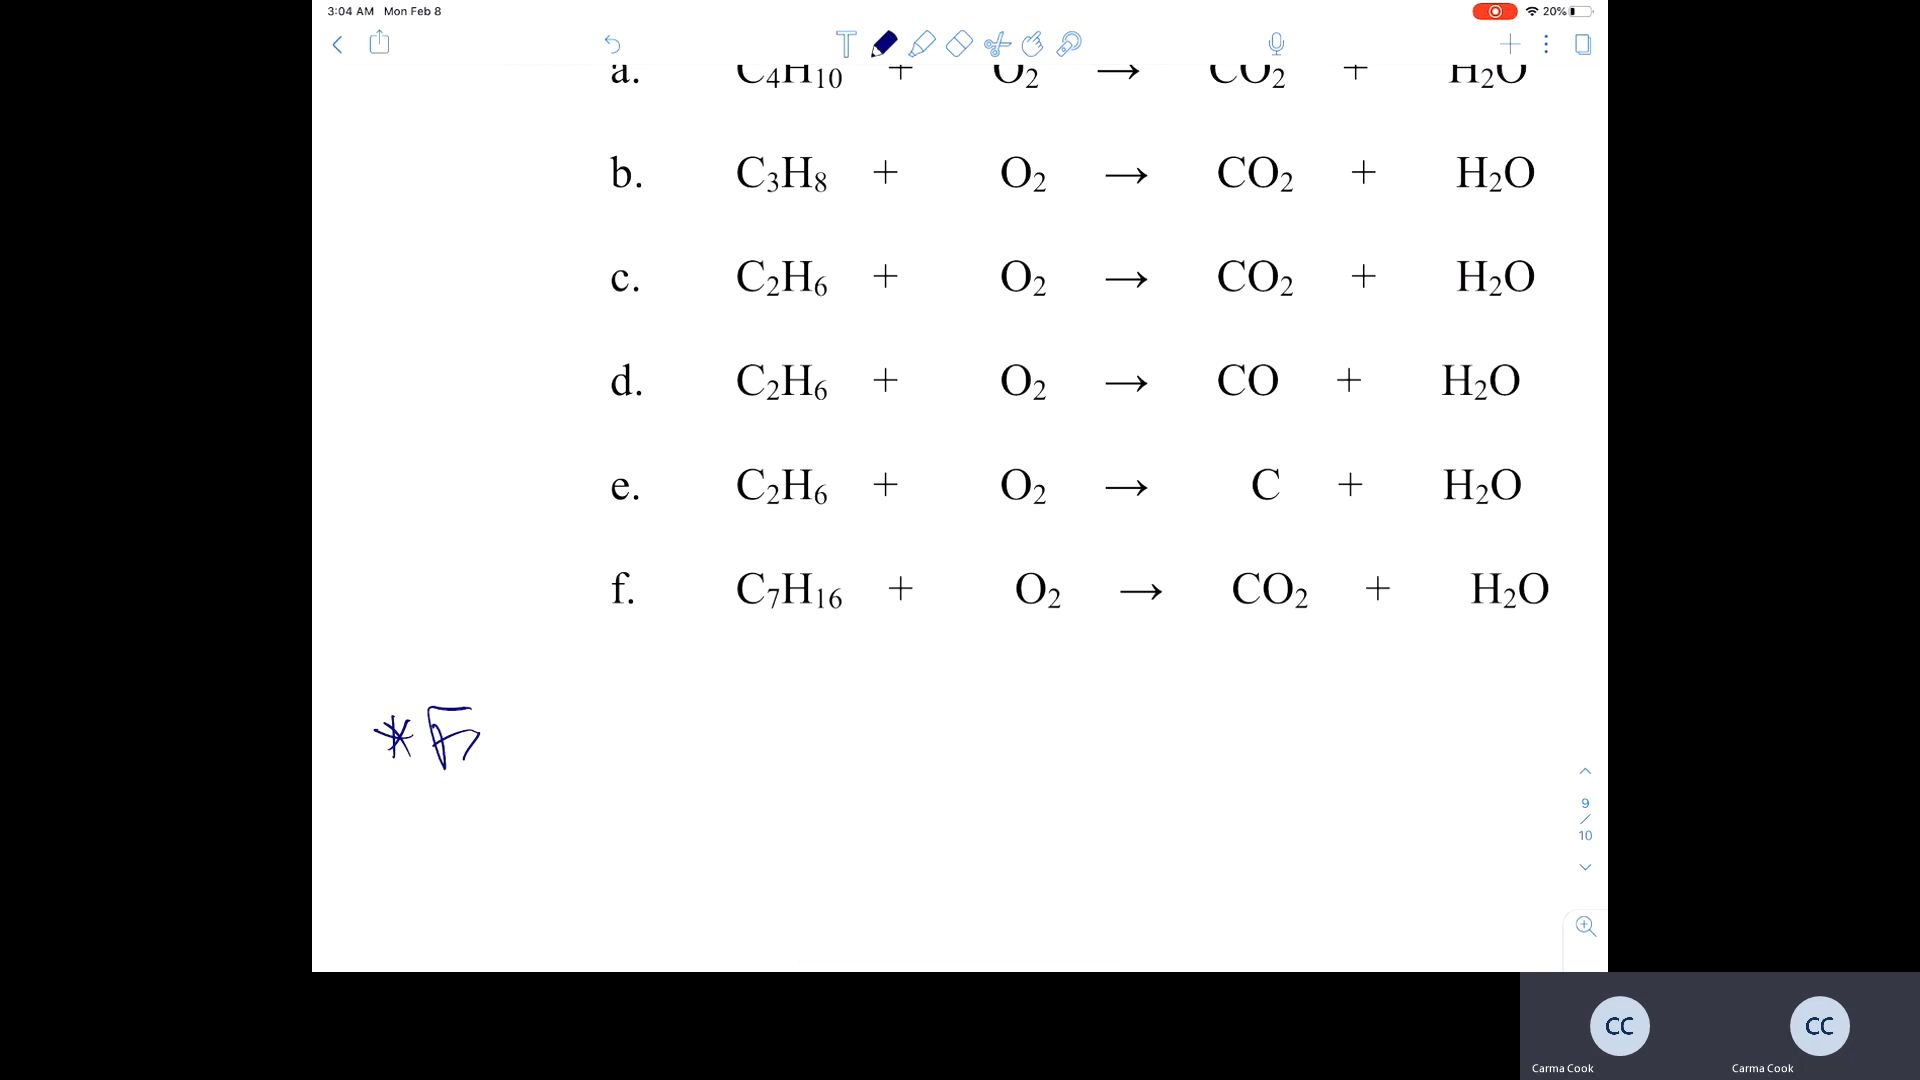 3:04 AM Mon Feb 8 20%
a. C₄H₁₀ + O₂ → CO₂ + H₂O
b. C₃H₈ + O₂ → CO₂ + H₂O
c. C₂H₆ + O₂ → CO₂ + H₂O
d. C₂H₆ + O₂ → CO + H₂O
e. C₂H₆ + O₂ → C + H₂O
f. C₇H₁₆ + O₂ → CO₂ + H₂O
9
/
10
CC CC
Carma Cook Carma Cook